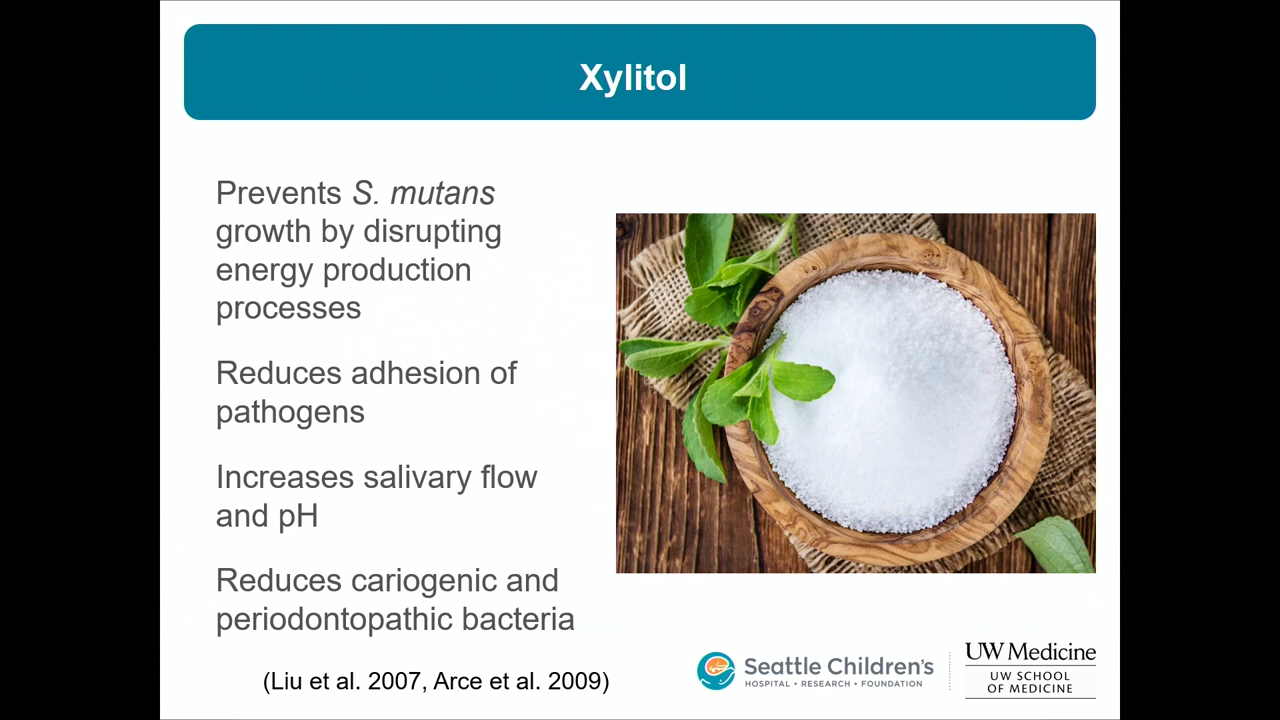 Xylitol
Prevents S. mutans
growth by disrupting
energy production
processes
Reduces adhesion of
pathogens
Increases salivary flow
and pH
Reduces cariogenic and
periodontopathic bacteria
(Liu et al. 2007, Arce et al. 2009)
Seattle Children's
HOSPITAL • RESEARCH • FOUNDATION
UW Medicine
UW SCHOOL
OF MEDICINE